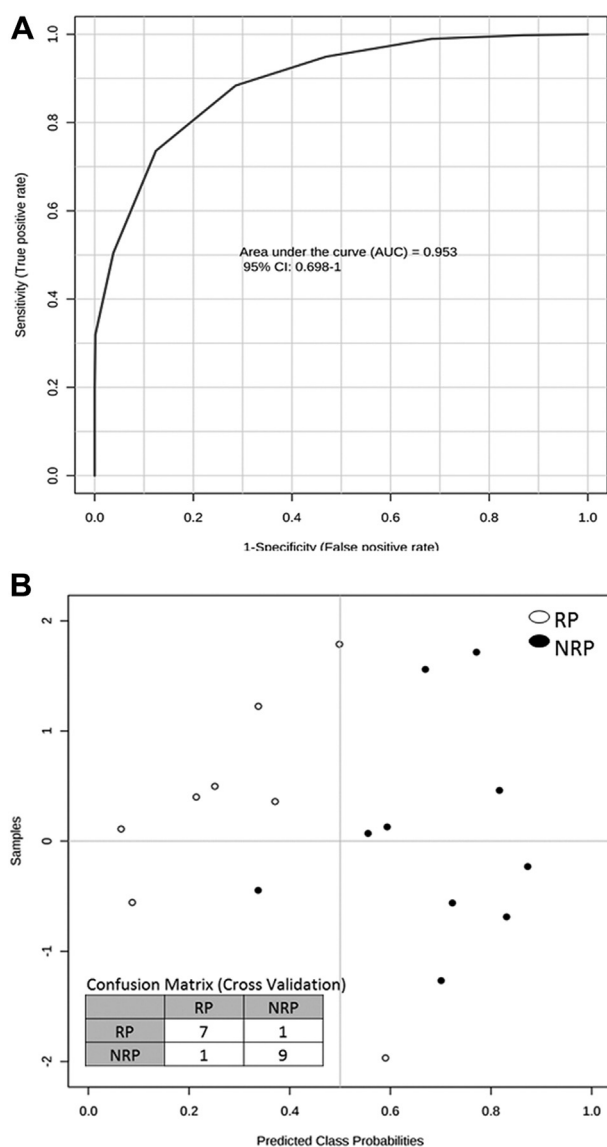 A
1.0
0.8
0.6
0.4
0.2
0.0
Sensitivity (True positive rate)
Area under the curve (AUC) = 0.953
95% CI: 0.698-1
0.0 0.2 0.4 0.6 0.8 1.0
1-Specificity (False positive rate)
B
RP
NRP
2
1
0
-1
-2
Samples
Confusion Matrix (Cross Validation)
RP NRP
RP 7 1
NRP 1 9
0.0 0.2 0.4 0.6 0.8 1.0
Predicted Class Probabilities